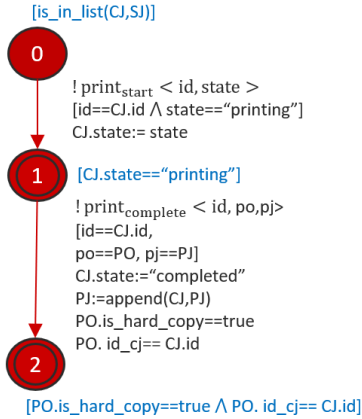 [is_in_list(CJ,SJ)]
0
! print_start < id, state >
[id==CJ.id ⋀ state=="printing"]
CJ.state:= state
1
[CJ.state=="printing"]
! print_complete < id, po,pj>
[id==CJ.id,
po==PO, pj==PJ]
CJ.state:="completed"
PJ:=append(CJ,PJ)
PO.is_hard_copy==true
PO. id_cj== CJ.id
2
[PO.is_hard_copy==true ⋀ PO. id_cj== CJ.id]